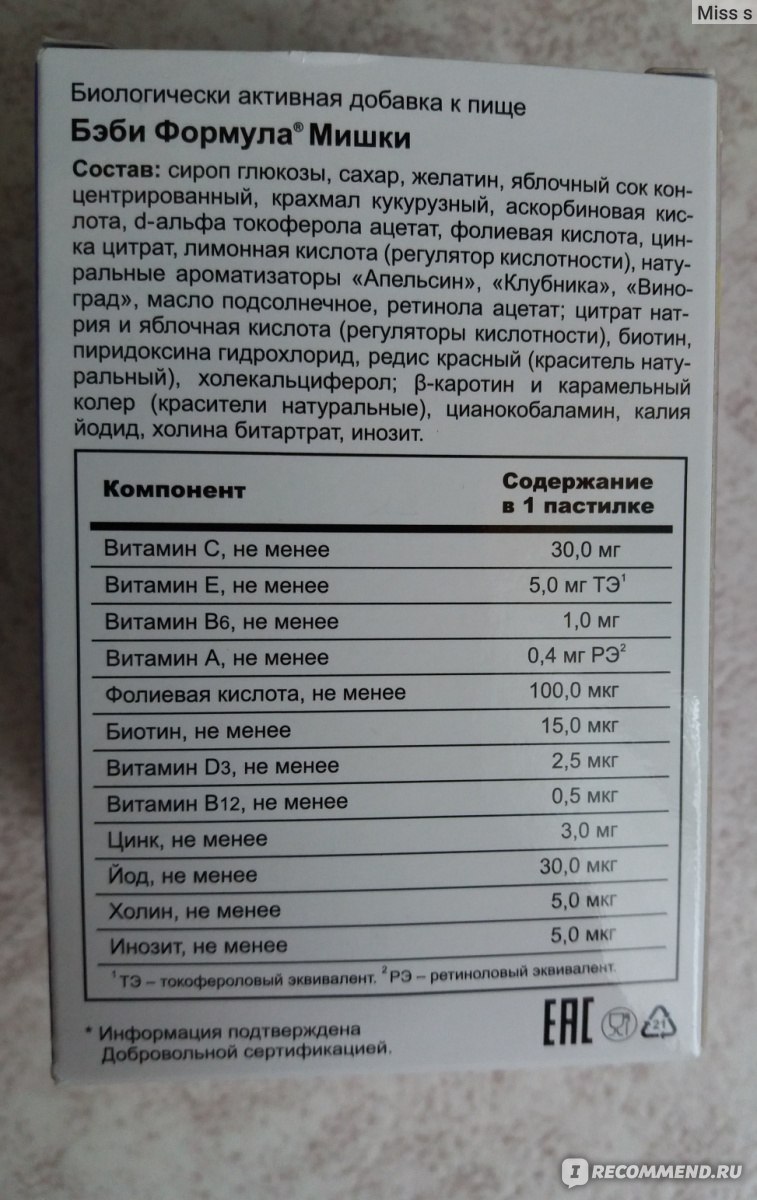 Miss s
Биологически активная добавка к пище
Бэби Формула® Мишки
Состав: сироп глюкозы, сахар, желатин, яблочный сок кон-
центрированный, крахмал кукурузный, аскорбиновая кис-
лота, d-альфа токоферола ацетат, фолиевая кислота, цин-
ка цитрат, лимонная кислота (регулятор кислотности), нату-
ральные ароматизаторы «Апельсин», «Клубника», «Вино-
град», масло подсолнечное, ретинола ацетат; цитрат нат-
рия и яблочная кислота (регуляторы кислотности), биотин,
пиридоксина гидрохлорид, редис красный (краситель нату-
ральный), холекальциферол; β-каротин и карамельный
колер (красители натуральные), цианокобаламин, калия
йодид, холина битартрат, инозит.
Компонент Содержание
в 1 пастилке
Витамин С, не менее 30,0 мг
Витамин Е, не менее 5,0 мг ТЭ¹
Витамин В6, не менее 1,0 мг
Витамин А, не менее 0,4 мг РЭ²
Фолиевая кислота, не менее 100,0 мкг
Биотин, не менее 15,0 мкг
Витамин D3, не менее 2,5 мкг
Витамин В12, не менее 0,5 мкг
Цинк, не менее 3,0 мг
Йод, не менее 30,0 мкг
Холин, не менее 5,0 мкг
Инозит, не менее 5,0 мкг
¹ ТЭ – токофероловый эквивалент. ² РЭ – ретиноловый эквивалент.
* Информация подтверждена
Добровольной сертификацией.
EAC 21
IRECOMMEND.RU